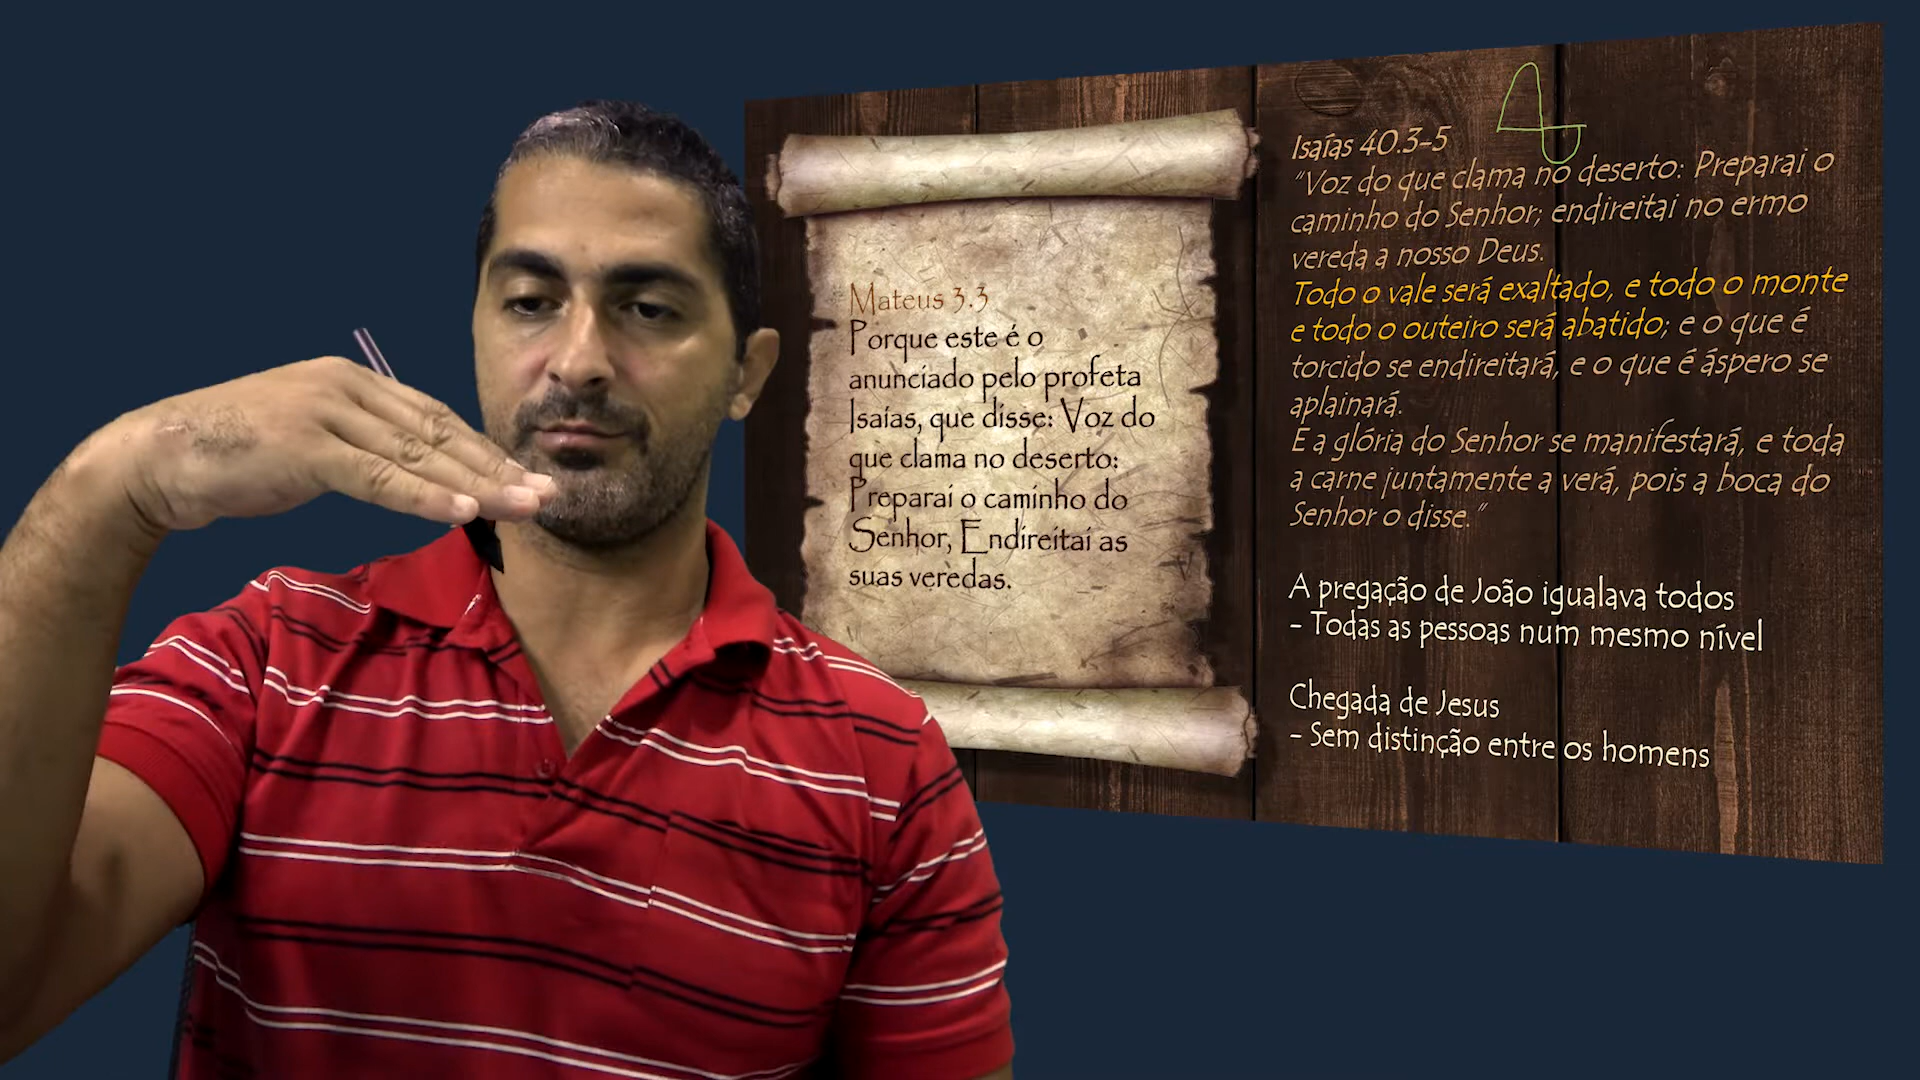 Mateus 3.3
Porque este é o
anunciado pelo profeta
Isaías, que disse: Voz do
que clama no deserto:
Preparai o caminho do
Senhor, Endireitai as
suas veredas.
Isaías 40.3-5
“Voz do que clama no deserto: Preparai o
caminho do Senhor; endireitai no ermo
vereda a nosso Deus.
Todo o vale será exaltado, e todo o monte
e todo o outeiro será abatido; e o que é
torcido se endireitará, e o que é áspero se
aplainará.
E a glória do Senhor se manifestará, e toda
a carne juntamente a verá, pois a boca do
Senhor o disse.”
A pregação de João igualava todos
- Todas as pessoas num mesmo nível
Chegada de Jesus
- Sem distinção entre os homens